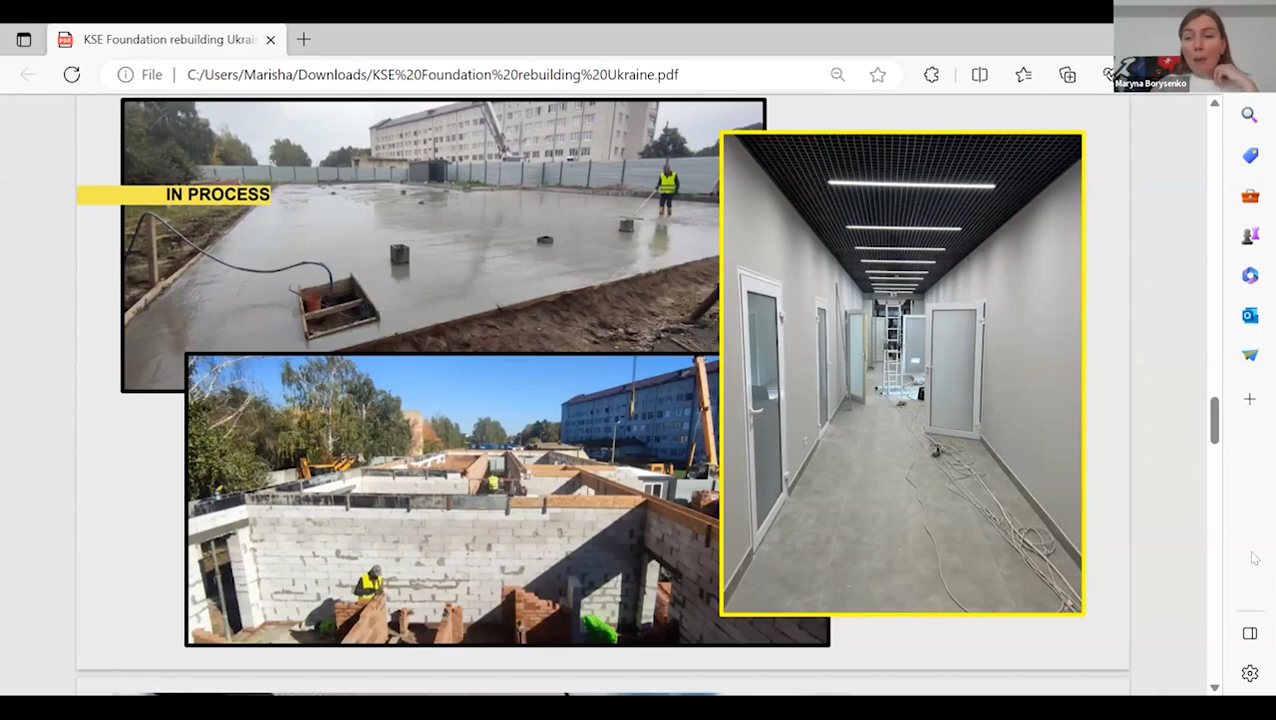 KSE Foundation rebuilding Ukrai
File
C:/Users/Marisha/Downloads/KSE%20Foundation%20rebuilding%20Ukraine.pdf
Maryna Borysenko
IN PROCESS